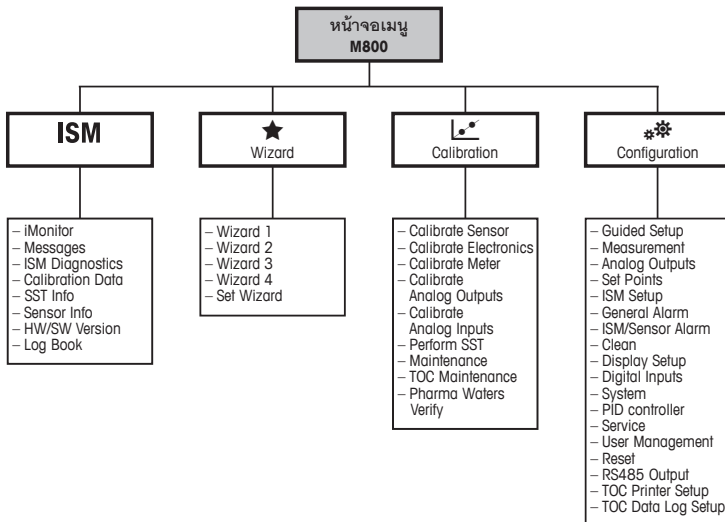 หน้าจอเมนู
M800
ISM
Wizard
Calibration
Configuration
– iMonitor
– Messages
– ISM Diagnostics
– Calibration Data
– SST Info
– Sensor Info
– HW/SW Version
– Log Book
– Wizard 1
– Wizard 2
– Wizard 3
– Wizard 4
– Set Wizard
– Calibrate Sensor
– Calibrate Electronics
– Calibrate Meter
– Calibrate
Analog Outputs
– Calibrate
Analog Inputs
– Perform SST
– Maintenance
– TOC Maintenance
– Pharma Waters
Verify
– Guided Setup
– Measurement
– Analog Outputs
– Set Points
– ISM Setup
– General Alarm
– ISM/Sensor Alarm
– Clean
– Display Setup
– Digital Inputs
– System
– PID controller
– Service
– User Management
– Reset
– RS485 Output
– TOC Printer Setup
– TOC Data Log Setup